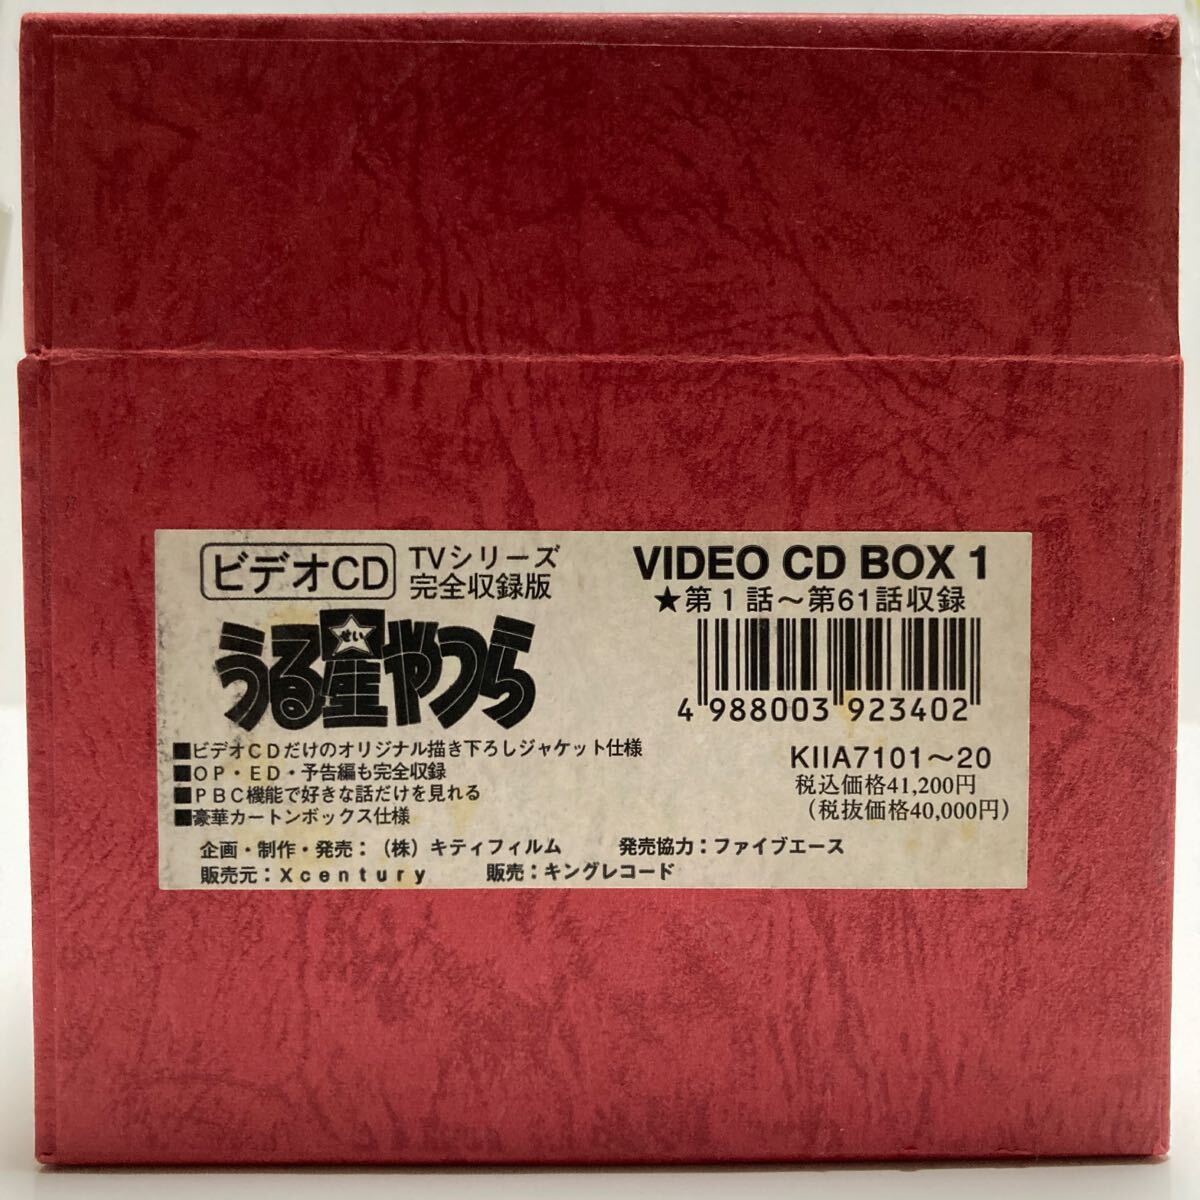 ビデオCD
TVシリーズ
完全収録版
うる星やつら
せい
■ビデオCDだけのオリジナル描き下ろしジャケット仕様
■OP・ED・予告編も完全収録
■PBC機能で好きな話だけを見れる
■豪華カートンボックス仕様
VIDEO CD BOX 1
★第1話～第61話収録
4 988003 923402
KIIA7101～20
税込価格41,200円
（税抜価格40,000円）
企画・制作・発売：（株）キティフィルム 発売協力：ファイブエース
販売元：Xcentury 販売：キングレコード